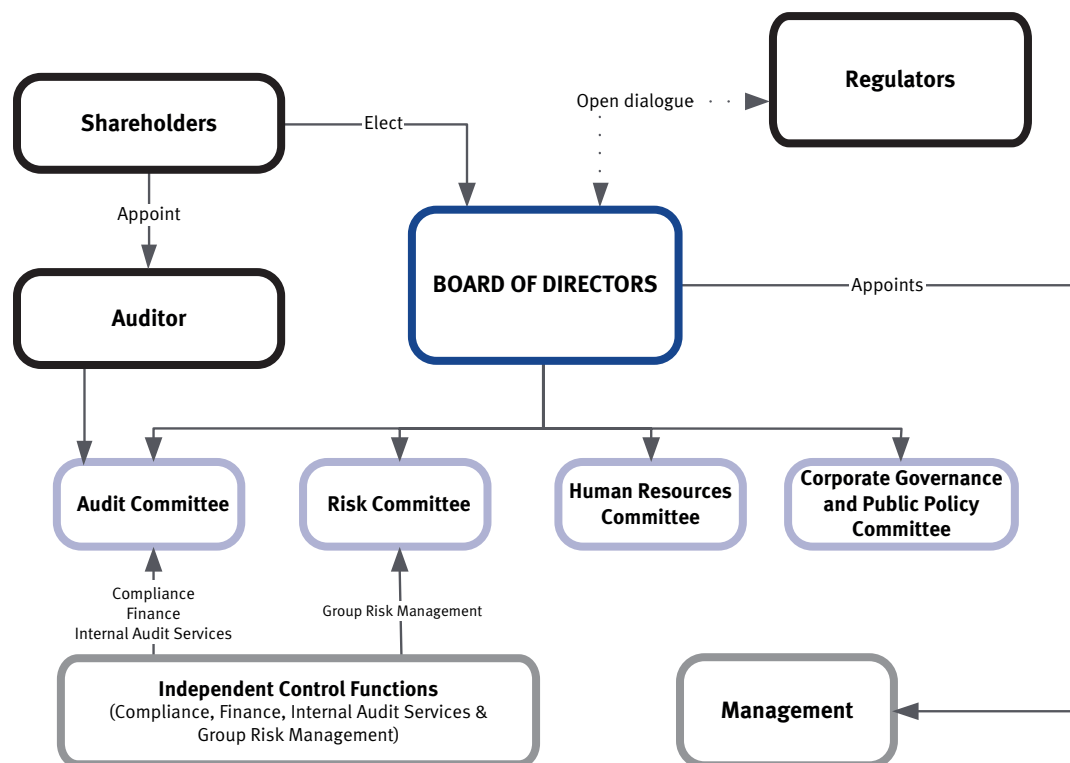 Regulators
Open dialogue
Shareholders
Elect
Appoint
BOARD OF DIRECTORS
Appoints
Auditor
Audit Committee
Risk Committee
Human Resources
Committee
Corporate Governance
and Public Policy
Committee
Compliance
Finance
Internal Audit Services
Group Risk Management
Independent Control Functions
(Compliance, Finance, Internal Audit Services &
Group Risk Management)
Management